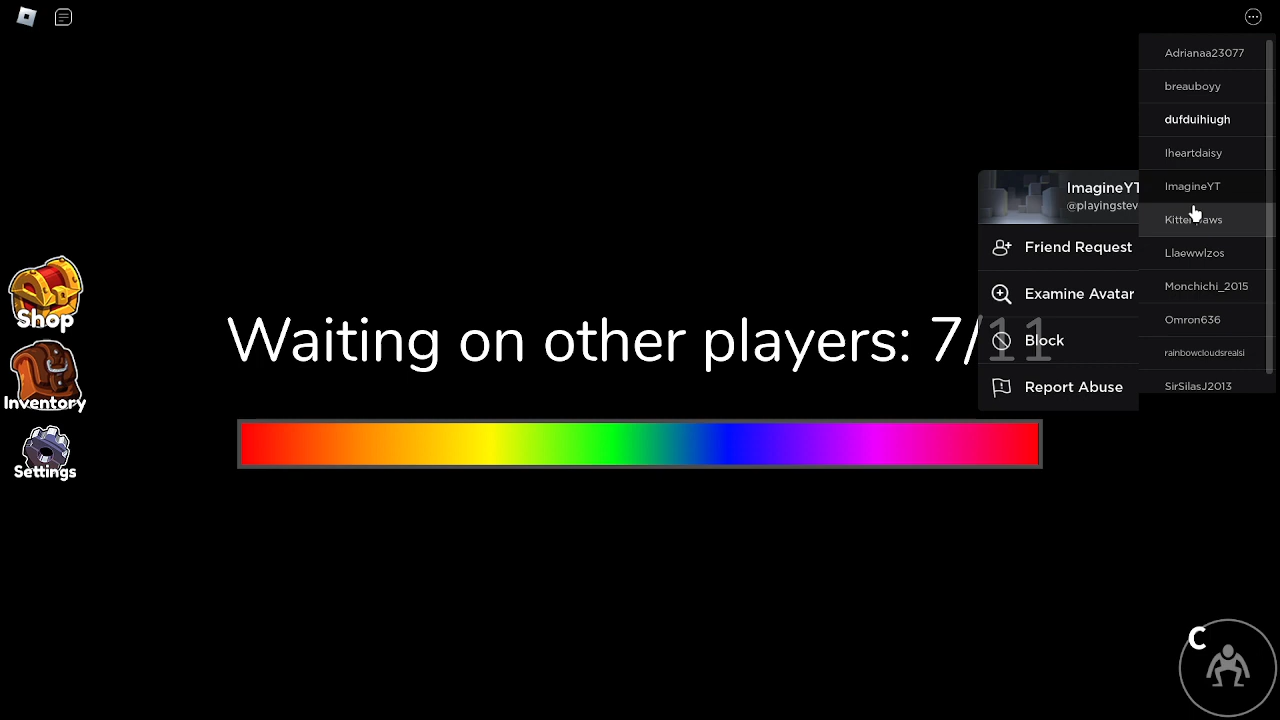 Adrianaa23077
breauboyy
dufduihiugh
Iheartdaisy
ImagineYT
Llaewwlzos
Monchichi_2015
Omron636
rainbowcloudsrealsi
SirSilasJ2013
ImagineYT
@playingstev
Friend Request
Examine Avatar
Block
Report Abuse
Shop
Inventory
Settings
Waiting on other players: 7/11
C